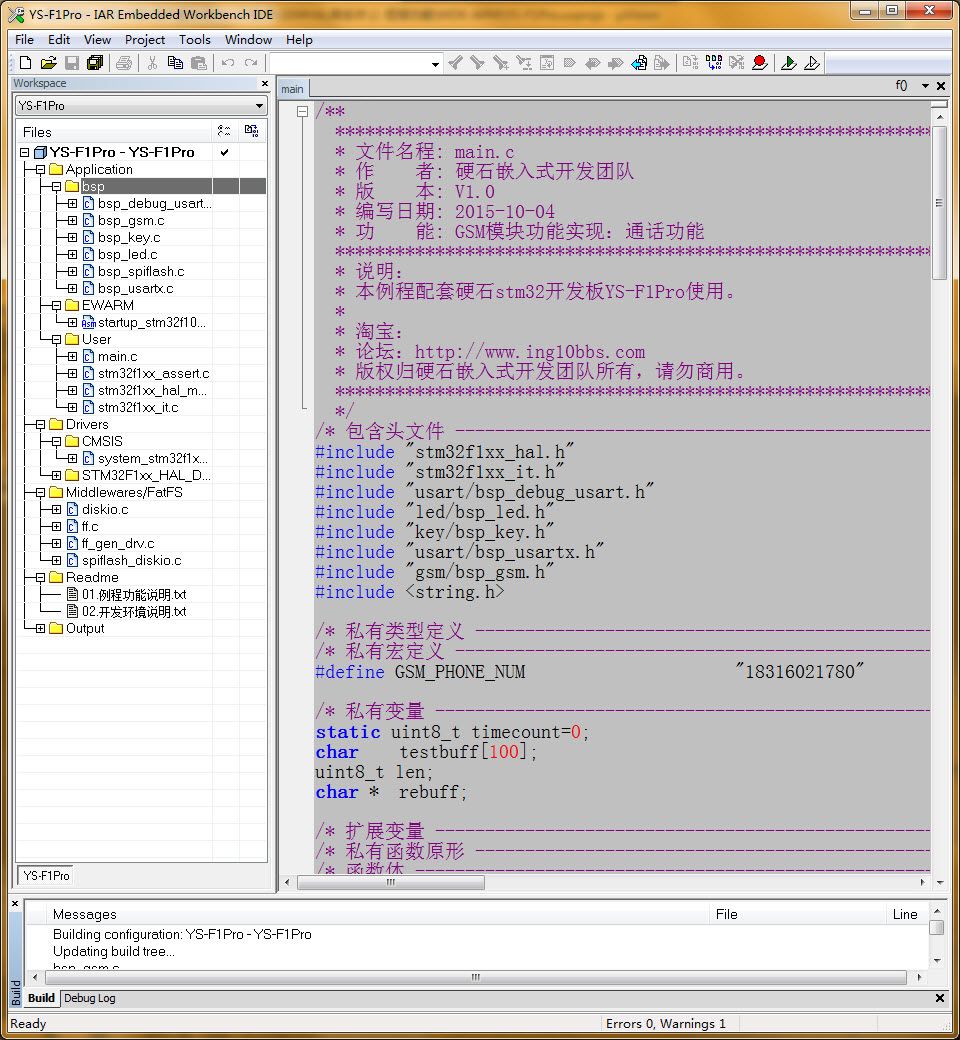 YS-F1Pro - IAR Embedded Workbench IDE
File Edit View Project Tools Window Help
Workspace
YS-F1Pro
Files
YS-F1Pro - YS-F1Pro
Application
bsp
bsp_debug_usart...
bsp_gsm.c
bsp_key.c
bsp_led.c
bsp_spiflash.c
bsp_usartx.c
EWARM
startup_stm32f10...
User
main.c
stm32f1xx_assert.c
stm32f1xx_hal_m...
stm32f1xx_it.c
Drivers
CMSIS
system_stm32f1x...
STM32F1xx_HAL_D...
Middlewares/FatFS
diskio.c
ff.c
ff_gen_drv.c
spiflash_diskio.c
Readme
01.例程功能说明.txt
02.开发环境说明.txt
Output
YS-F1Pro
main f()
/**
******************************************************************
* 文件名程: main.c
* 作    者: 硬石嵌入式开发团队
* 版    本: V1.0
* 编写日期: 2015-10-04
* 功    能: GSM模块功能实现：通话功能
******************************************************************
* 说明：
* 本例程配套硬石stm32开发板YS-F1Pro使用。
*
* 淘宝：
* 论坛：http://www.ing10bbs.com
* 版权归硬石嵌入式开发团队所有，请勿商用。
******************************************************************
*/
/* 包含头文件 ------------------------------------------------
#include "stm32f1xx_hal.h"
#include "stm32f1xx_it.h"
#include "usart/bsp_debug_usart.h"
#include "led/bsp_led.h"
#include "key/bsp_key.h"
#include "usart/bsp_usartx.h"
#include "gsm/bsp_gsm.h"
#include <string.h>
/* 私有类型定义 ----------------------------------------------
/* 私有宏定义 ------------------------------------------------
#define GSM_PHONE_NUM "18316021780"
/* 私有变量 --------------------------------------------------
static uint8_t timecount=0;
char testbuff[100];
uint8_t len;
char * rebuff;
/* 扩展变量 --------------------------------------------------
/* 私有函数原形 ----------------------------------------------
/* 函数体 ----------------------------------------------------
Messages File Line
Building configuration: YS-F1Pro - YS-F1Pro
Updating build tree...
bsp_gsm.c
Build
Build Debug Log
Ready Errors 0, Warnings 1